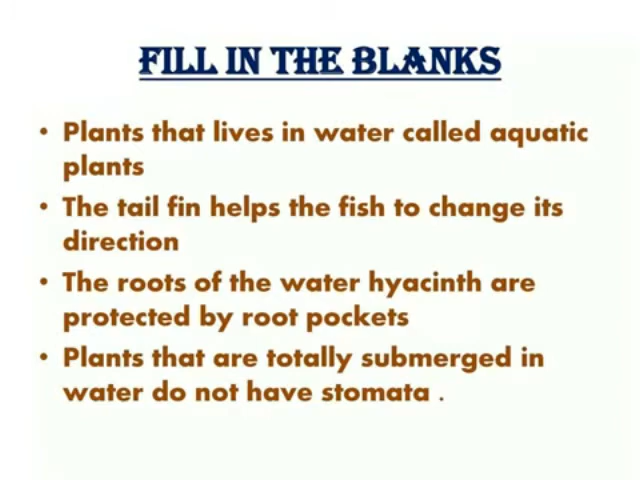 FILL IN THE BLANKS
• Plants that lives in water called aquatic
plants
• The tail fin helps the fish to change its
direction
• The roots of the water hyacinth are
protected by root pockets
• Plants that are totally submerged in
water do not have stomata .